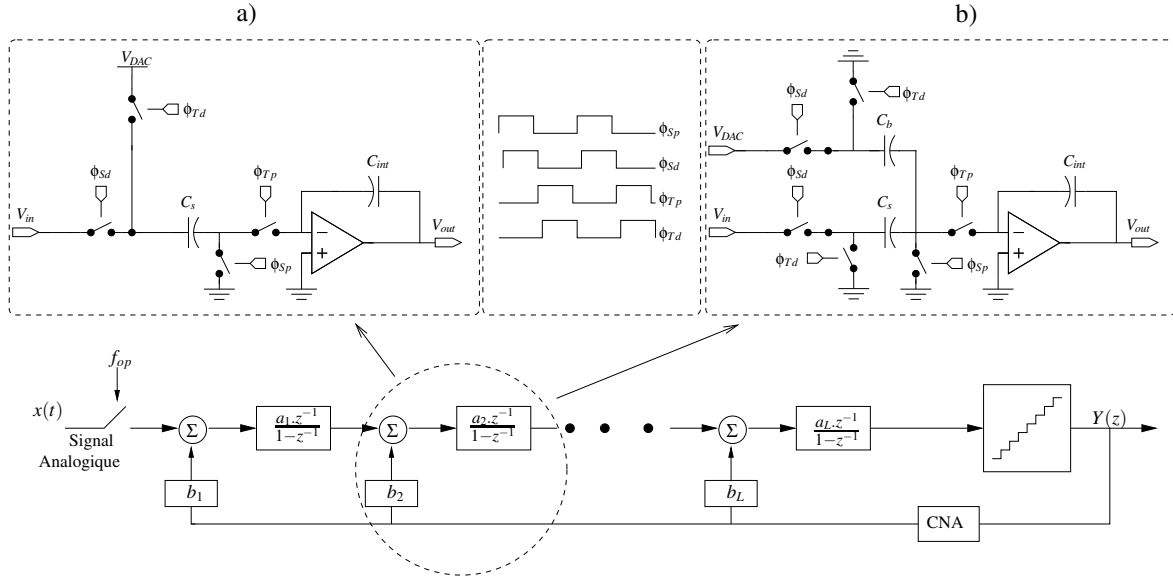 a)
b)
V_DAC
ϕ_Td
C_int
ϕ_Sd
ϕ_Tp
C_s
V_in
V_out
ϕ_Sp
ϕ_Sp
ϕ_Sd
ϕ_Tp
ϕ_Td
ϕ_Sd
ϕ_Td
V_DAC
C_b
C_int
ϕ_Sd
ϕ_Tp
C_s
V_in
V_out
ϕ_Td
ϕ_Sp
f_op
x(t)
Signal
Analogique
Σ
a_1.z^{-1}
1−z^{-1}
Σ
a_2.z^{-1}
1−z^{-1}
Σ
a_L.z^{-1}
1−z^{-1}
Y(z)
b_1
b_2
b_L
CNA